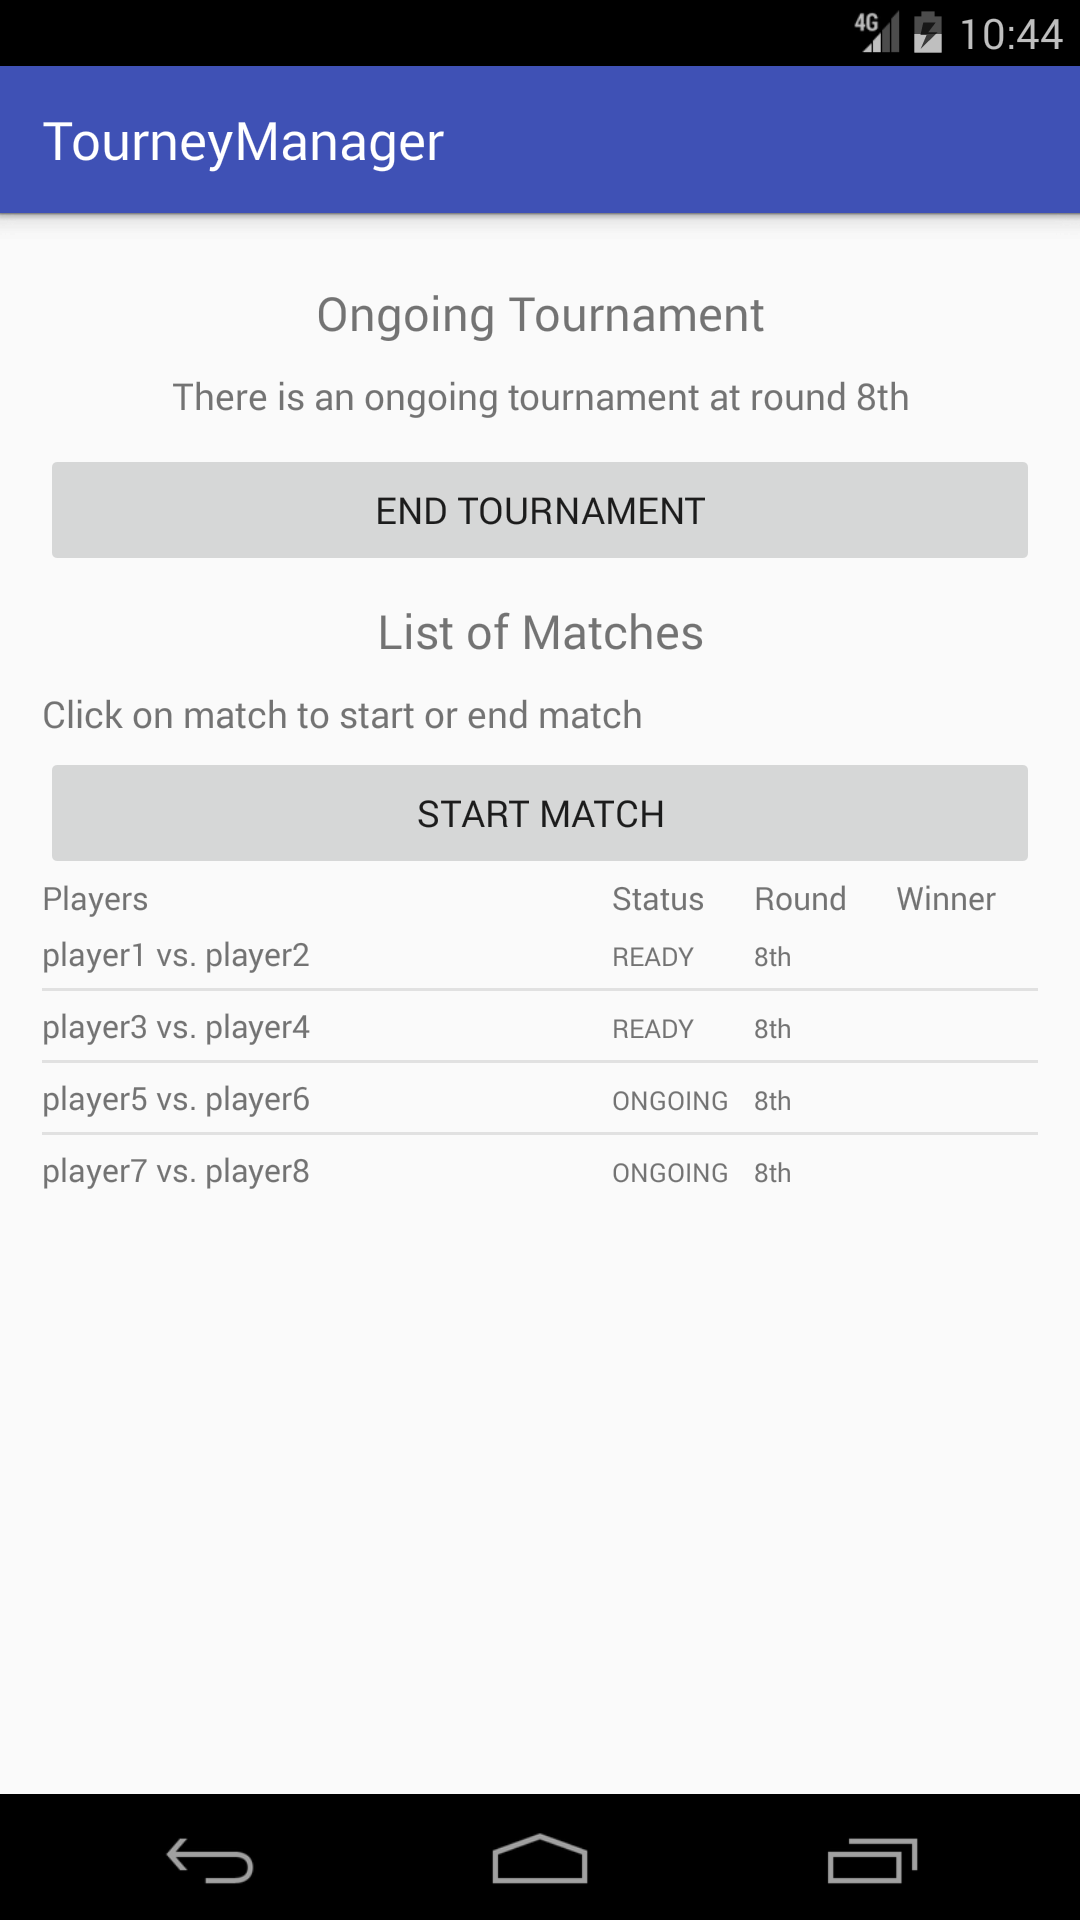 4G 10:44
TourneyManager
Ongoing Tournament
There is an ongoing tournament at round 8th
END TOURNAMENT
List of Matches
Click on match to start or end match
START MATCH
Players Status Round Winner
player1 vs. player2 READY 8th
player3 vs. player4 READY 8th
player5 vs. player6 ONGOING 8th
player7 vs. player8 ONGOING 8th